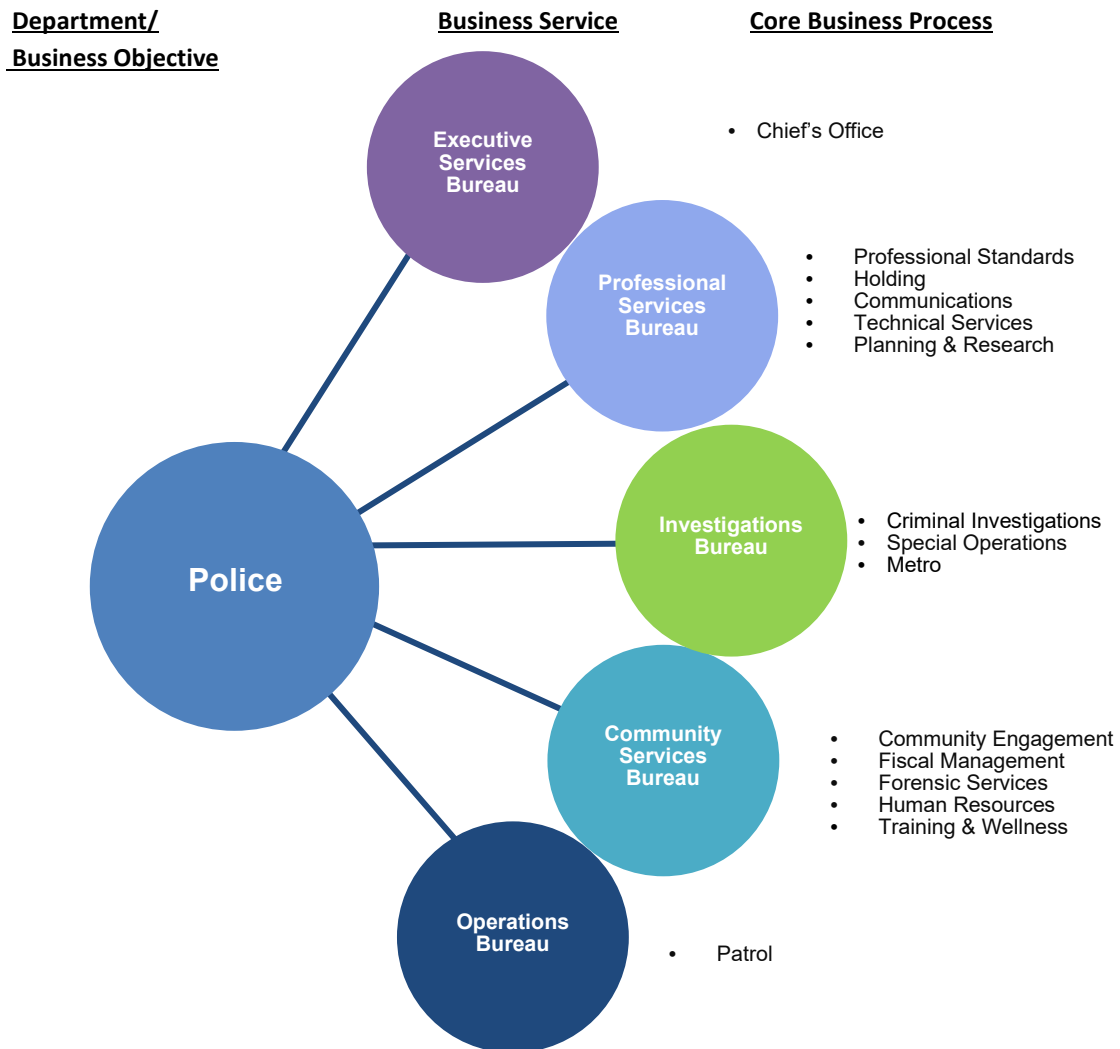 Department/
Business Objective
Business Service
Core Business Process
Executive
Services
Bureau
• Chief's Office
Professional
Services
Bureau
• Professional Standards
• Holding
• Communications
• Technical Services
• Planning & Research
Police
Investigations
Bureau
• Criminal Investigations
• Special Operations
• Metro
Community
Services
Bureau
• Community Engagement
• Fiscal Management
• Forensic Services
• Human Resources
• Training & Wellness
Operations
Bureau
• Patrol